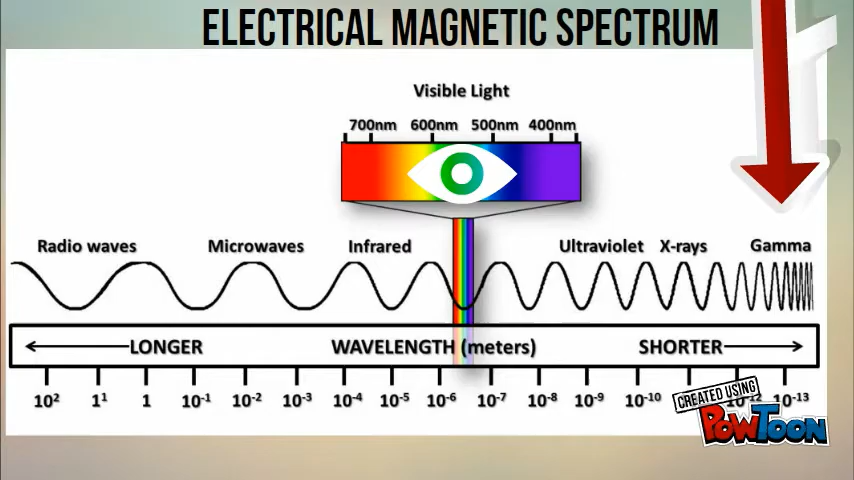 ELECTRICAL MAGNETIC SPECTRUM
Visible Light
700nm 600nm 500nm 400nm
Radio waves Microwaves Infrared Ultraviolet X-rays Gamma
LONGER WAVELENGTH (meters) SHORTER
10² 1¹ 1 10⁻¹ 10⁻² 10⁻³ 10⁻⁴ 10⁻⁵ 10⁻⁶ 10⁻⁷ 10⁻⁸ 10⁻⁹ 10⁻¹⁰ 10⁻¹³
CREATED USING
POWTOON